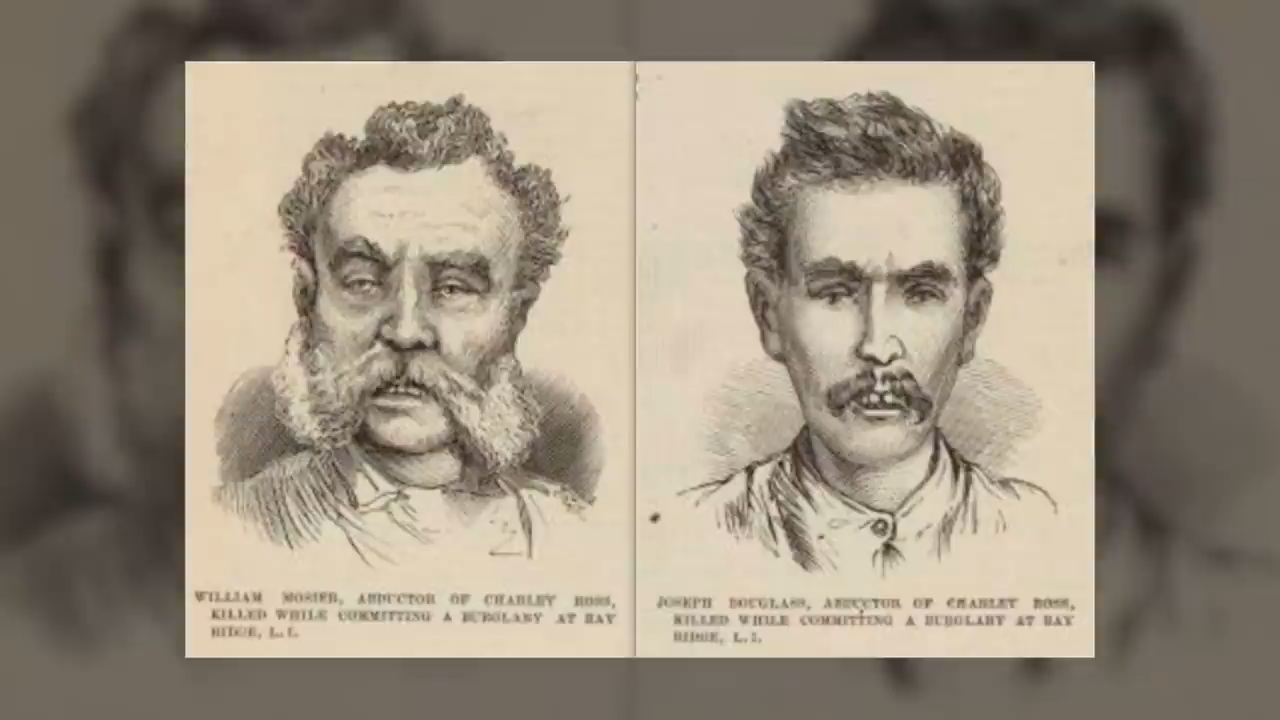 WILLIAM MOSIER, ABDUCTOR OF CHARLEY ROSS,
KILLED WHILE COMMITTING A BURGLARY AT BAY
RIDGE, L. I.
JOSEPH DOUGLASS, ABDUCTOR OF CHARLEY ROSS,
KILLED WHILE COMMITTING A BURGLARY AT BAY
RIDGE, L. I.